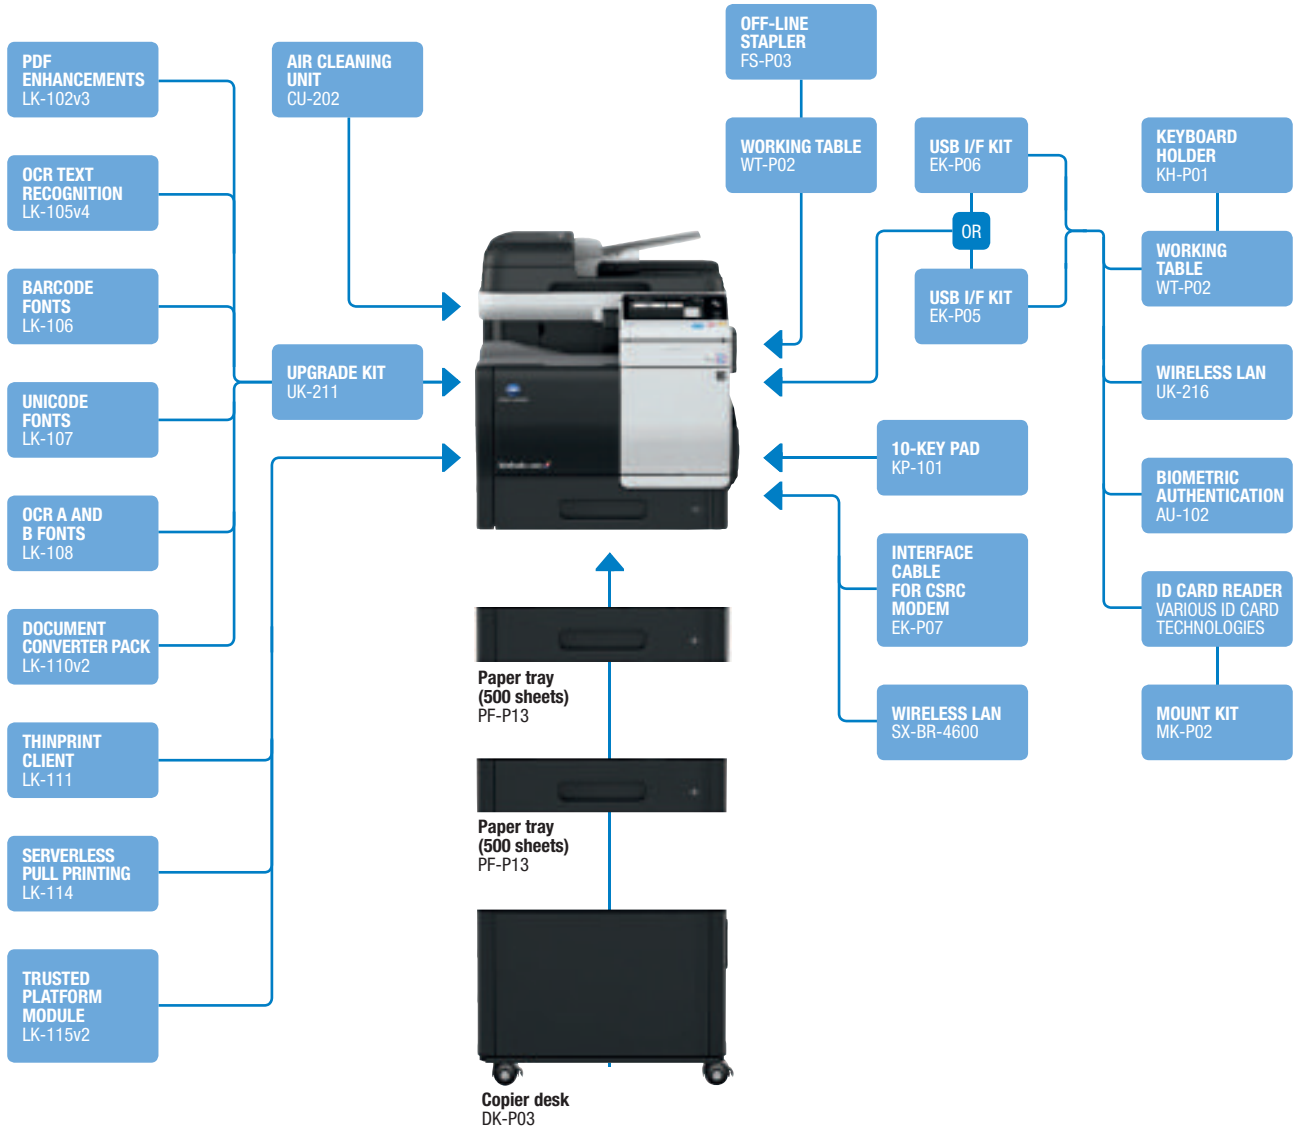 PDF
ENHANCEMENTS
LK-102v3
OCR TEXT
RECOGNITION
LK-105v4
BARCODE
FONTS
LK-106
UNICODE
FONTS
LK-107
OCR A AND
B FONTS
LK-108
DOCUMENT
CONVERTER PACK
LK-110v2
THINPRINT
CLIENT
LK-111
SERVERLESS
PULL PRINTING
LK-114
TRUSTED
PLATFORM
MODULE
LK-115v2
AIR CLEANING
UNIT
CU-202
UPGRADE KIT
UK-211
Paper tray
(500 sheets)
PF-P13
Paper tray
(500 sheets)
PF-P13
Copier desk
DK-P03
OFF-LINE
STAPLER
FS-P03
WORKING TABLE
WT-P02
USB I/F KIT
EK-P06
OR
USB I/F KIT
EK-P05
10-KEY PAD
KP-101
INTERFACE
CABLE
FOR CSRC
MODEM
EK-P07
WIRELESS LAN
SX-BR-4600
KEYBOARD
HOLDER
KH-P01
WORKING
TABLE
WT-P02
WIRELESS LAN
UK-216
BIOMETRIC
AUTHENTICATION
AU-102
ID CARD READER
VARIOUS ID CARD
TECHNOLOGIES
MOUNT KIT
MK-P02